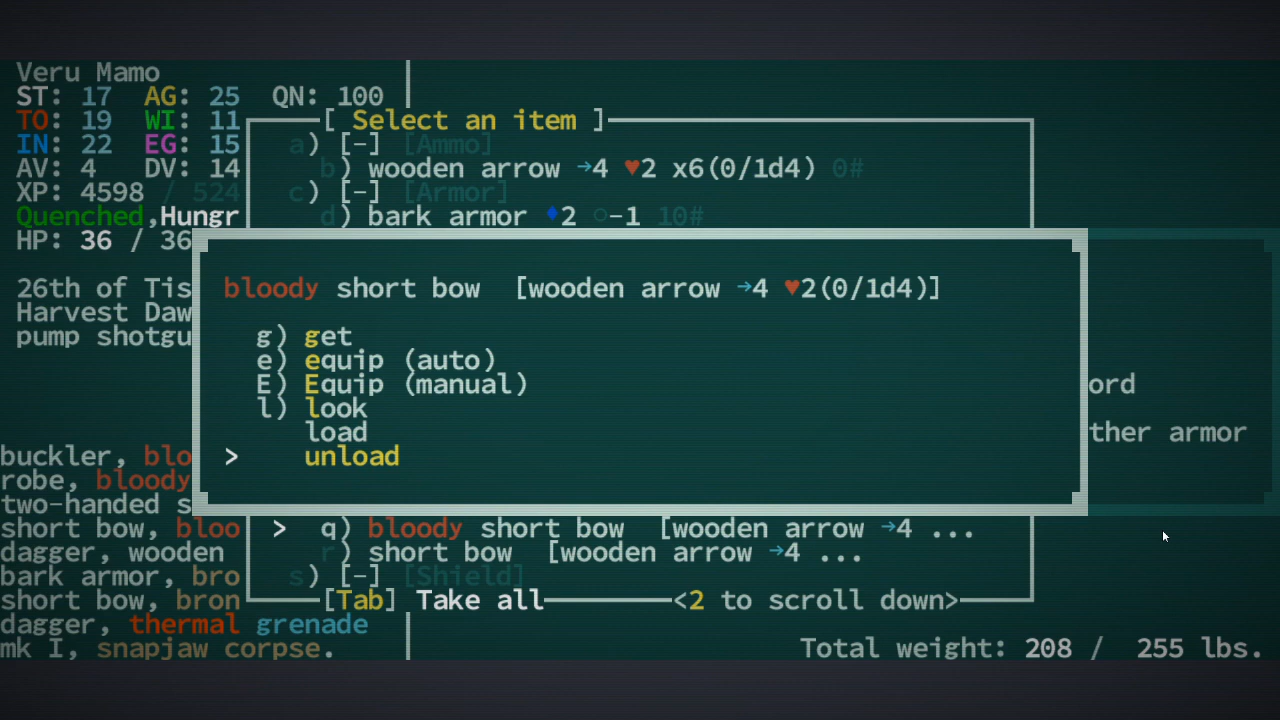 Veru Mamo
ST: 17 AG: 25 QN: 100
TO: 19 WI: 11
[ Select an item ]
IN: 22 EG: 15
a) [-] [Ammo]
AV: 4 DV: 14
b) wooden arrow →4 ♥2 x6(0/1d4) 0#
XP: 4598 / 524
c) [-] [Armor]
Quenched,Hungr
d) bark armor ♦2 ○-1 10#
HP: 36 / 36
26th of Tis
Harvest Daw
pump shotgu
bloody short bow [wooden arrow →4 ♥2(0/1d4)]
g) get
e) equip (auto)
E) Equip (manual)
l) look
load
> unload
ord
ther armor
buckler, blo
robe, bloody
two-handed s
short bow, bloo
> q) bloody short bow [wooden arrow →4 ...
dagger, wooden
r) short bow [wooden arrow →4 ...
bark armor, bro
s) [-] [Shield]
short bow, bron
[Tab] Take all
<2 to scroll down>
dagger, thermal grenade
mk I, snapjaw corpse.
Total weight: 208 / 255 lbs.